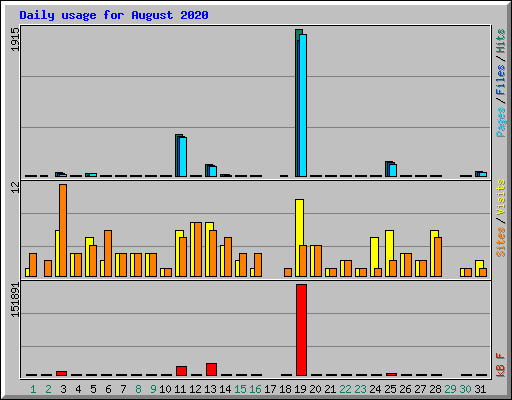 Daily usage for August 2020
1915
Pages/Files/Hits
12
Sites/Visits
151891
kB F
1 2 3 4 5 6 7 8 9 10 11 12 13 14 15 16 17 18 19 20 21 22 23 24 25 26 27 28 29 30 31